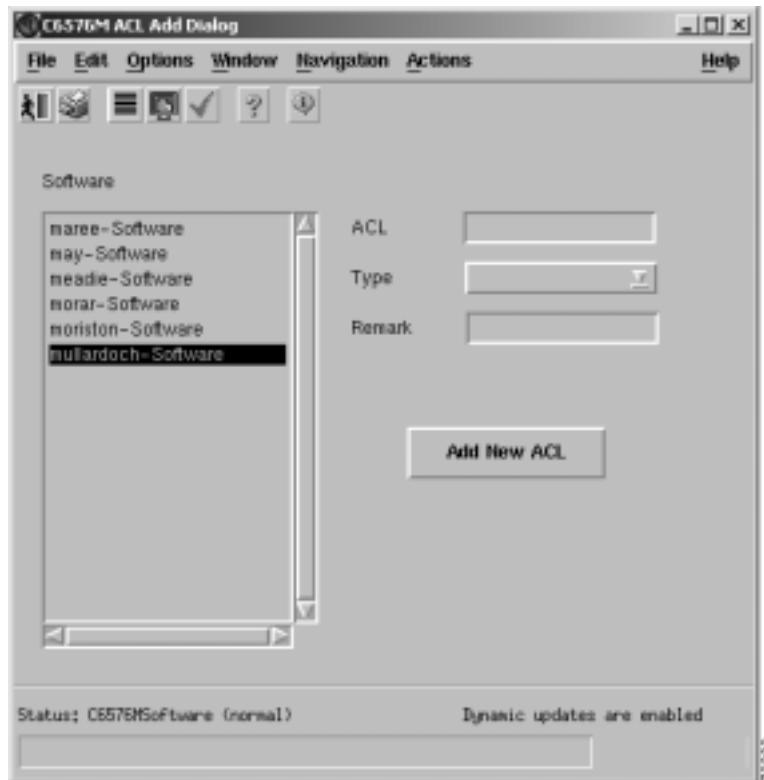 C6576M ACL Add Dialog
File Edit Options Window Navigation Actions Help
Software
maree-Software
may-Software
meadie-Software
morar-Software
moriston-Software
mullardoch-Software
ACL
Type
Remark
Add New ACL
Status: C6576MSoftware (normal)
Dynamic updates are enabled